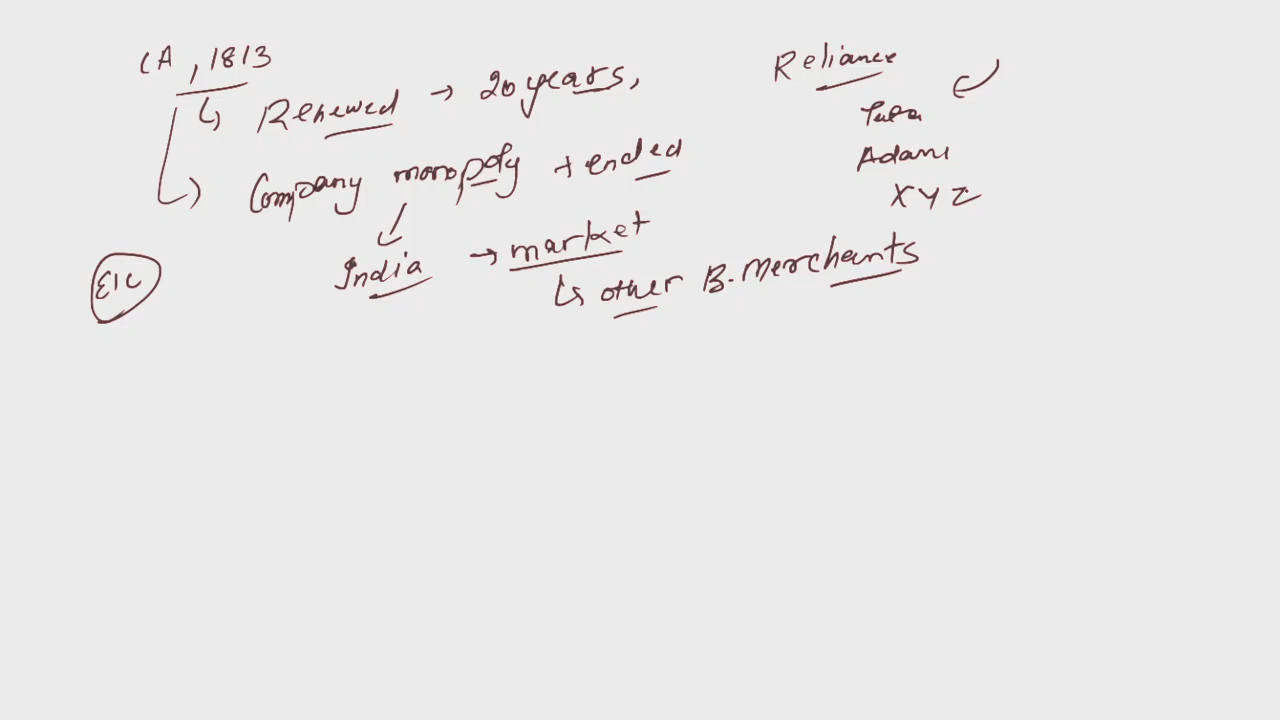 CA, 1813
↳ Renewed → 20 years,
Company monopoly + ended
India → market
↳ other B. Merchants
EIC
Reliance
Tata
Adani
XYZ